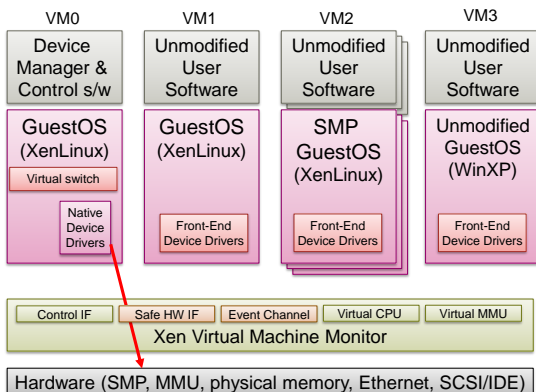 VM0
VM1
VM2
VM3
Device
Manager &
Control s/w
Unmodified
User
Software
Unmodified
User
Software
Unmodified
User
Software
GuestOS
(XenLinux)
Virtual switch
Native
Device
Drivers
GuestOS
(XenLinux)
Front-End
Device Drivers
SMP
GuestOS
(XenLinux)
Front-End
Device Drivers
Unmodified
GuestOS
(WinXP)
Front-End
Device Drivers
Control IF
Safe HW IF
Event Channel
Virtual CPU
Virtual MMU
Xen Virtual Machine Monitor
Hardware (SMP, MMU, physical memory, Ethernet, SCSI/IDE)